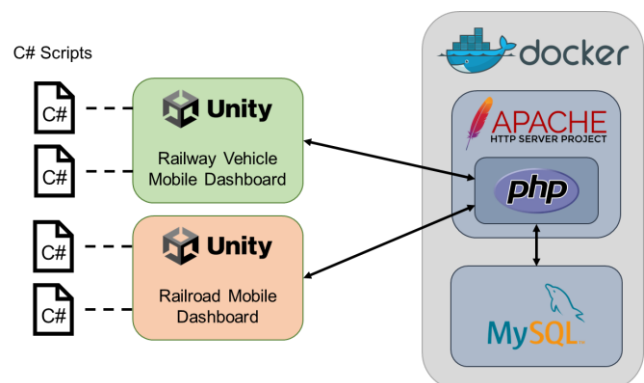 C# Scripts
C#
C#
C#
C#
Unity
Railway Vehicle
Mobile Dashboard
Unity
Railroad Mobile
Dashboard
docker
APACHE
HTTP SERVER PROJECT
php
MySQL